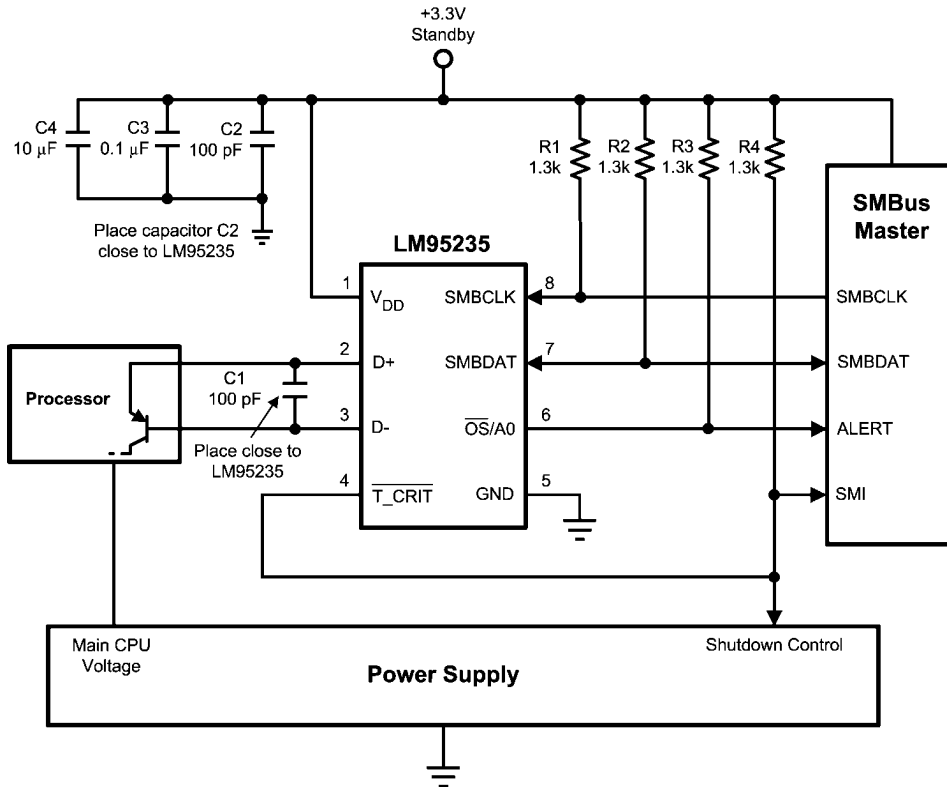 +3.3V
Standby
C4
10 µF
C3
0.1 µF
C2
100 pF
R1
1.3k
R2
1.3k
R3
1.3k
R4
1.3k
Place capacitor C2
close to LM95235
SMBus
Master
LM95235
1
VDD
SMBCLK
8
SMBCLK
2
D+
SMBDAT
7
SMBDAT
Processor
C1
100 pF
3
D-
OS/A0
6
ALERT
Place close to
LM95235
4
T_CRIT
GND
5
SMI
Main CPU
Voltage
Shutdown Control
Power Supply